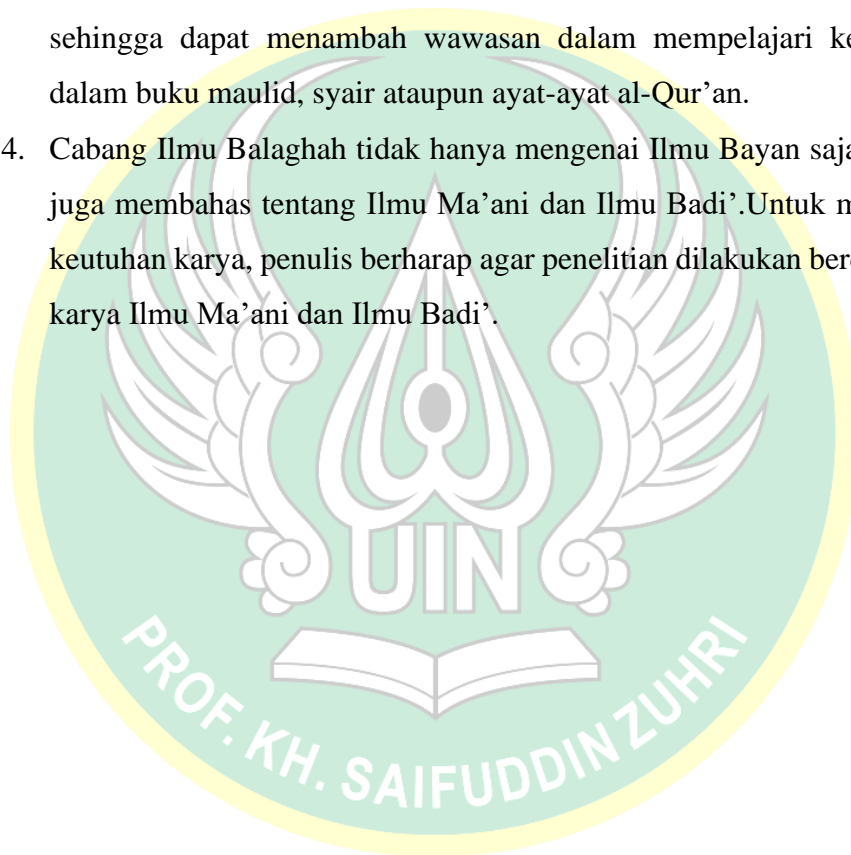 sehingga dapat menambah wawasan dalam mempelajari
dalam buku maulid, syair ataupun ayat-ayat al-Qur’an.
4. Cabang Ilmu Balaghah tidak hanya mengenai Ilmu Bayan saja
juga membahas tentang Ilmu Ma’ani dan Ilmu Badi’.Untuk
keutuhan karya, penulis berharap agar penelitian dilakukan
karya Ilmu Ma’ani dan Ilmu Badi’.
UIN
PROF. KH. SAIFUDDIN ZUHRI